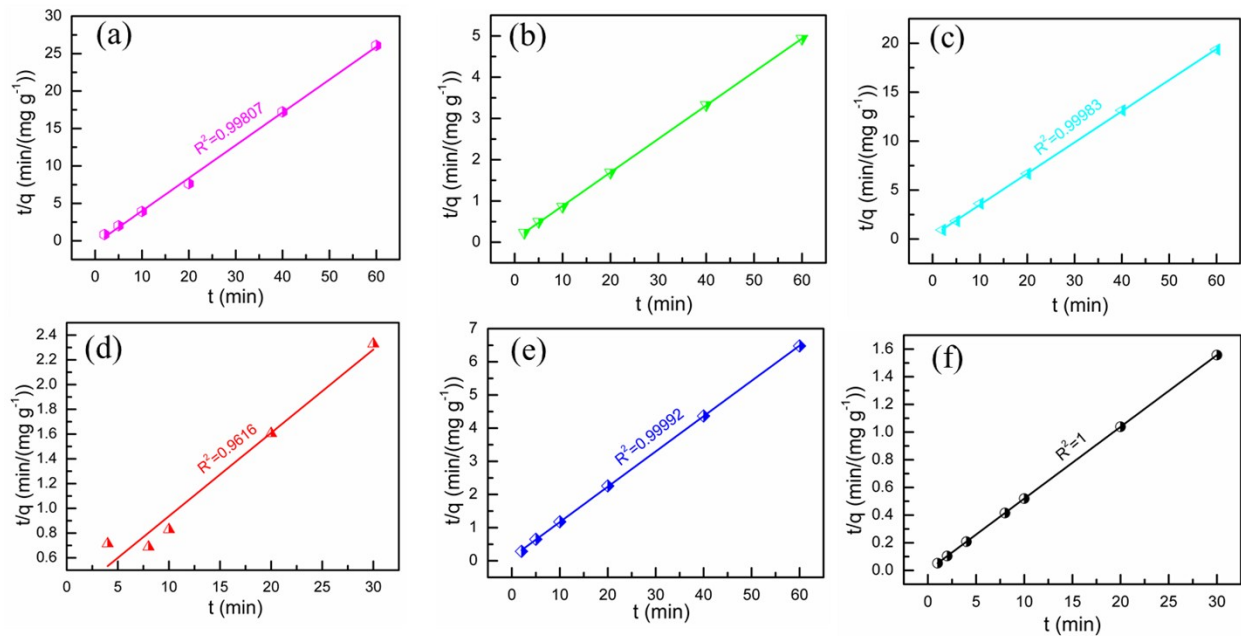 (a)
t/q (min/(mg g⁻¹))
30
25
20
15
10
5
0
R²=0.99807
0 10 20 30 40 50 60
t (min)
(b)
t/q (min/(mg g⁻¹))
5
4
3
2
1
0
0 10 20 30 40 50 60
t (min)
(c)
t/q (min/(mg g⁻¹))
20
15
10
5
0
R²=0.99983
0 10 20 30 40 50 60
t (min)
(d)
t/q (min/(mg g⁻¹))
2.4
2.2
2.0
1.8
1.6
1.4
1.2
1.0
0.8
0.6
R²=0.9616
0 5 10 15 20 25 30
t (min)
(e)
t/q (min/(mg g⁻¹))
7
6
5
4
3
2
1
0
R²=0.99992
0 10 20 30 40 50 60
t (min)
(f)
t/q (min/(mg g⁻¹))
1.6
1.4
1.2
1.0
0.8
0.6
0.4
0.2
0.0
R²=1
0 5 10 15 20 25 30
t (min)